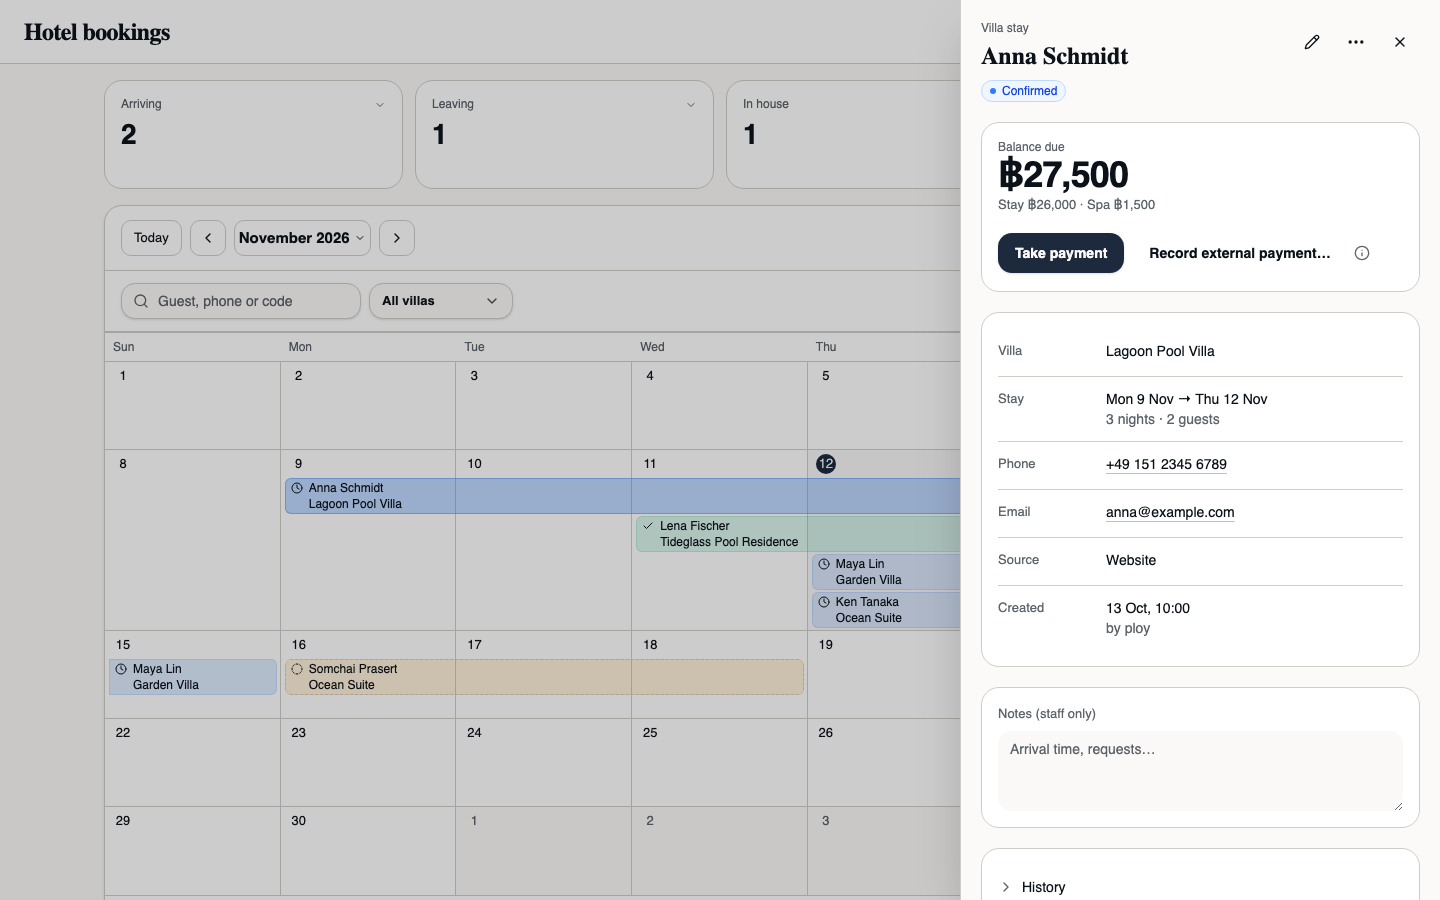 Hotel bookings
Arriving
2
Leaving
1
In house
1
Today
November 2026
Guest, phone or code
All villas
Sun Mon Tue Wed Thu
1 2 3 4 5
8 9 10 11 12
Anna Schmidt
Lagoon Pool Villa
Lena Fischer
Tideglass Pool Residence
Maya Lin
Garden Villa
Ken Tanaka
Ocean Suite
15 16 17 18 19
Maya Lin
Garden Villa
Somchai Prasert
Ocean Suite
22 23 24 25 26
29 30 1 2 3
Villa stay
Anna Schmidt
Confirmed
Balance due
฿27,500
Stay ฿26,000 · Spa ฿1,500
Take payment
Record external payment…
Villa Lagoon Pool Villa
Stay Mon 9 Nov → Thu 12 Nov
3 nights · 2 guests
Phone +49 151 2345 6789
Email anna@example.com
Source Website
Created 13 Oct, 10:00
by ploy
Notes (staff only)
Arrival time, requests…
History